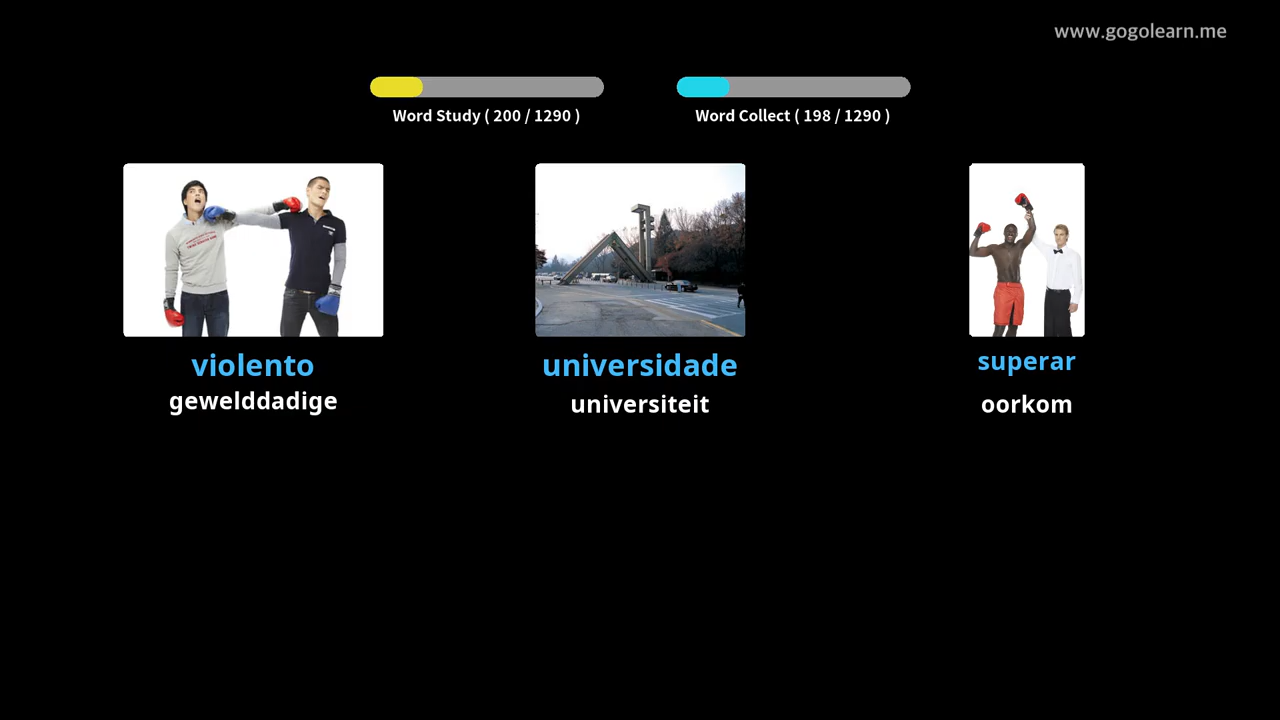 www.gogolearn.me
Word Study ( 200 / 1290 )
Word Collect ( 198 / 1290 )
violento
gewelddadige
universidade
universiteit
superar
oorkom